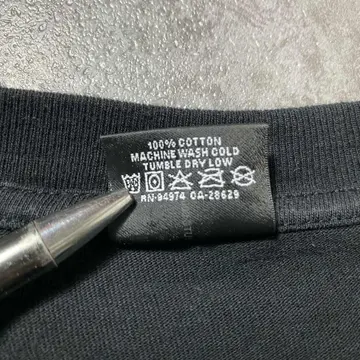 100% COTTON
MACHINE WASH COLD
TUMBLE DRY LOW
RN-94974 CA-28629